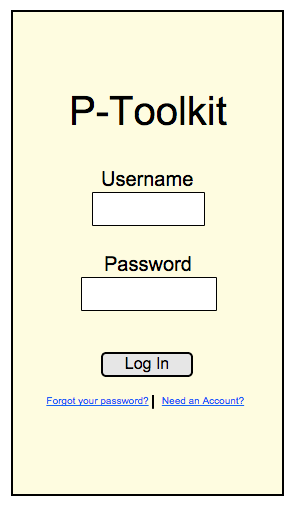 P-Toolkit
Username
Password
Log In
Forgot your password? | Need an Account?